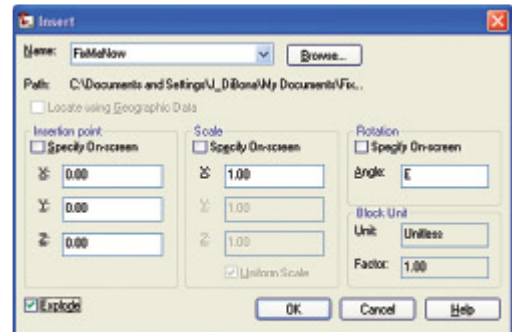 Insert
Name: FixMeNow Browse...
Path: C:\Documents and Settings\J_DiBona\My Documents\Fix...
Locate using Geographic Data
Insertion point
Specify On-screen
X: 0.00
Y: 0.00
Z: 0.00
Scale
Specify On-screen
X: 1.00
Y: 1.00
Z: 1.00
Uniform Scale
Rotation
Specify On-screen
Angle: E
Block Unit
Unit: Unitless
Factor: 1.00
Explode
OK Cancel Help